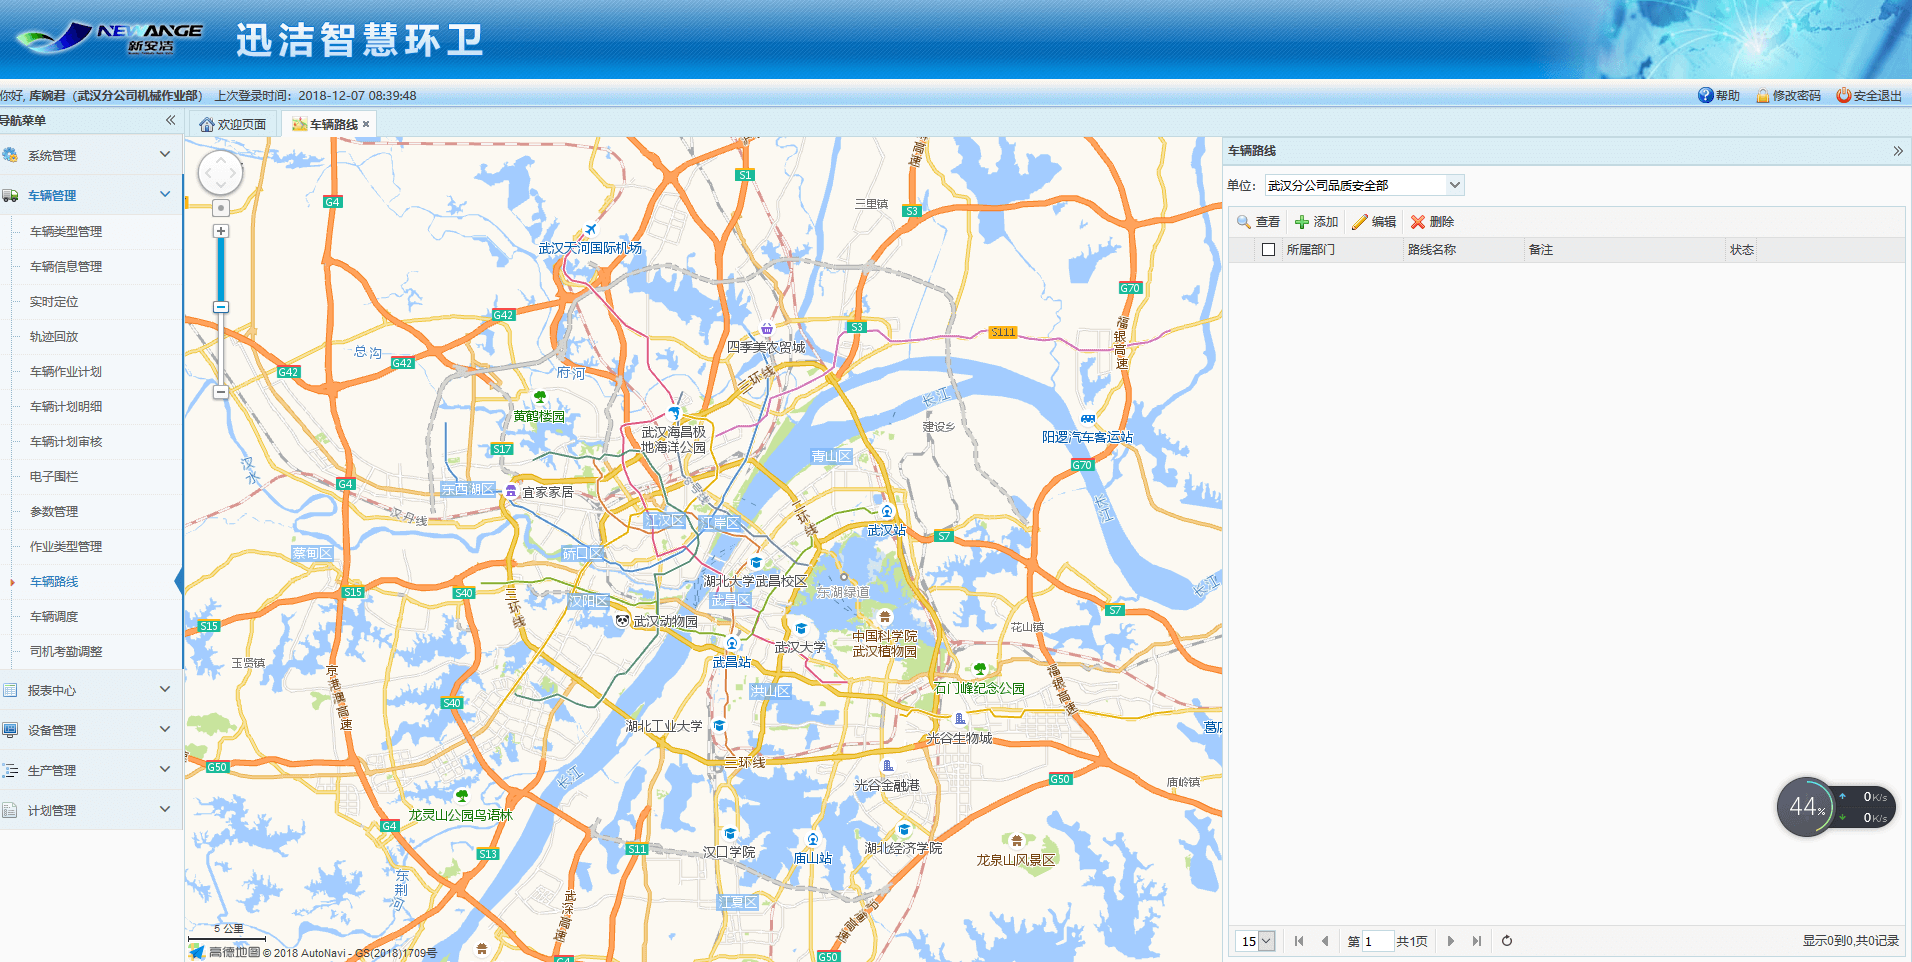 NEWANGE
新安洁
迅洁智慧环卫
你好, 库婉君（武汉分公司机械作业部） 上次登录时间：2018-12-07 08:39:48
帮助 修改密码 安全退出
导航菜单
欢迎页面 车辆路线
系统管理
车辆管理
车辆类型管理
车辆信息管理
实时定位
轨迹回放
车辆作业计划
车辆计划明细
车辆计划审核
电子围栏
参数管理
作业类型管理
车辆路线
车辆调度
司机考勤调整
报表中心
设备管理
生产管理
计划管理
S1
G4
三里镇
S3
高速
武汉天河国际机场
G70
G42
S3
S111
福银高速
四季美农贸城
总沟
G42
G42
府河
三环线
长江
黄鹤楼园
武汉海昌极
地海洋公园
建设乡
阳逻汽车客运站
S17
青山区
G70
汉水
G4
东西湖区
宜家家居
长江
汉丹线
江汉区
江岸区
三环线
武汉站
S7
蔡甸区
硚口区
湖北大学武昌校区
长江
S15
S40
三环线
汉阳区
武昌区
东湖绿道
S7
S15
武汉动物园
中国科学院
武汉植物园
花山镇
玉贤镇
武昌站
武汉大学
京港澳高速
石门峰纪念公园
福银高速
S40
洪山区
湖北工业大学
光谷生物城
葛店
G50
三环线
G50
庙岭镇
长江
光谷金融港
龙灵山公园鸟语林
G4
汉口学院
庙山站
湖北经济学院
龙泉山风景区
S13
S11
东荆河
江夏区
武深高速
沪渝高速
G50
G4
5 公里
高德地图 © 2018 AutoNavi - GS(2018)1709号
车辆路线
单位： 武汉分公司品质安全部
查看 添加 编辑 删除
所属部门 路线名称 备注 状态
44%
0K/s
0K/s
15 第 1 共1页 显示0到0,共0记录